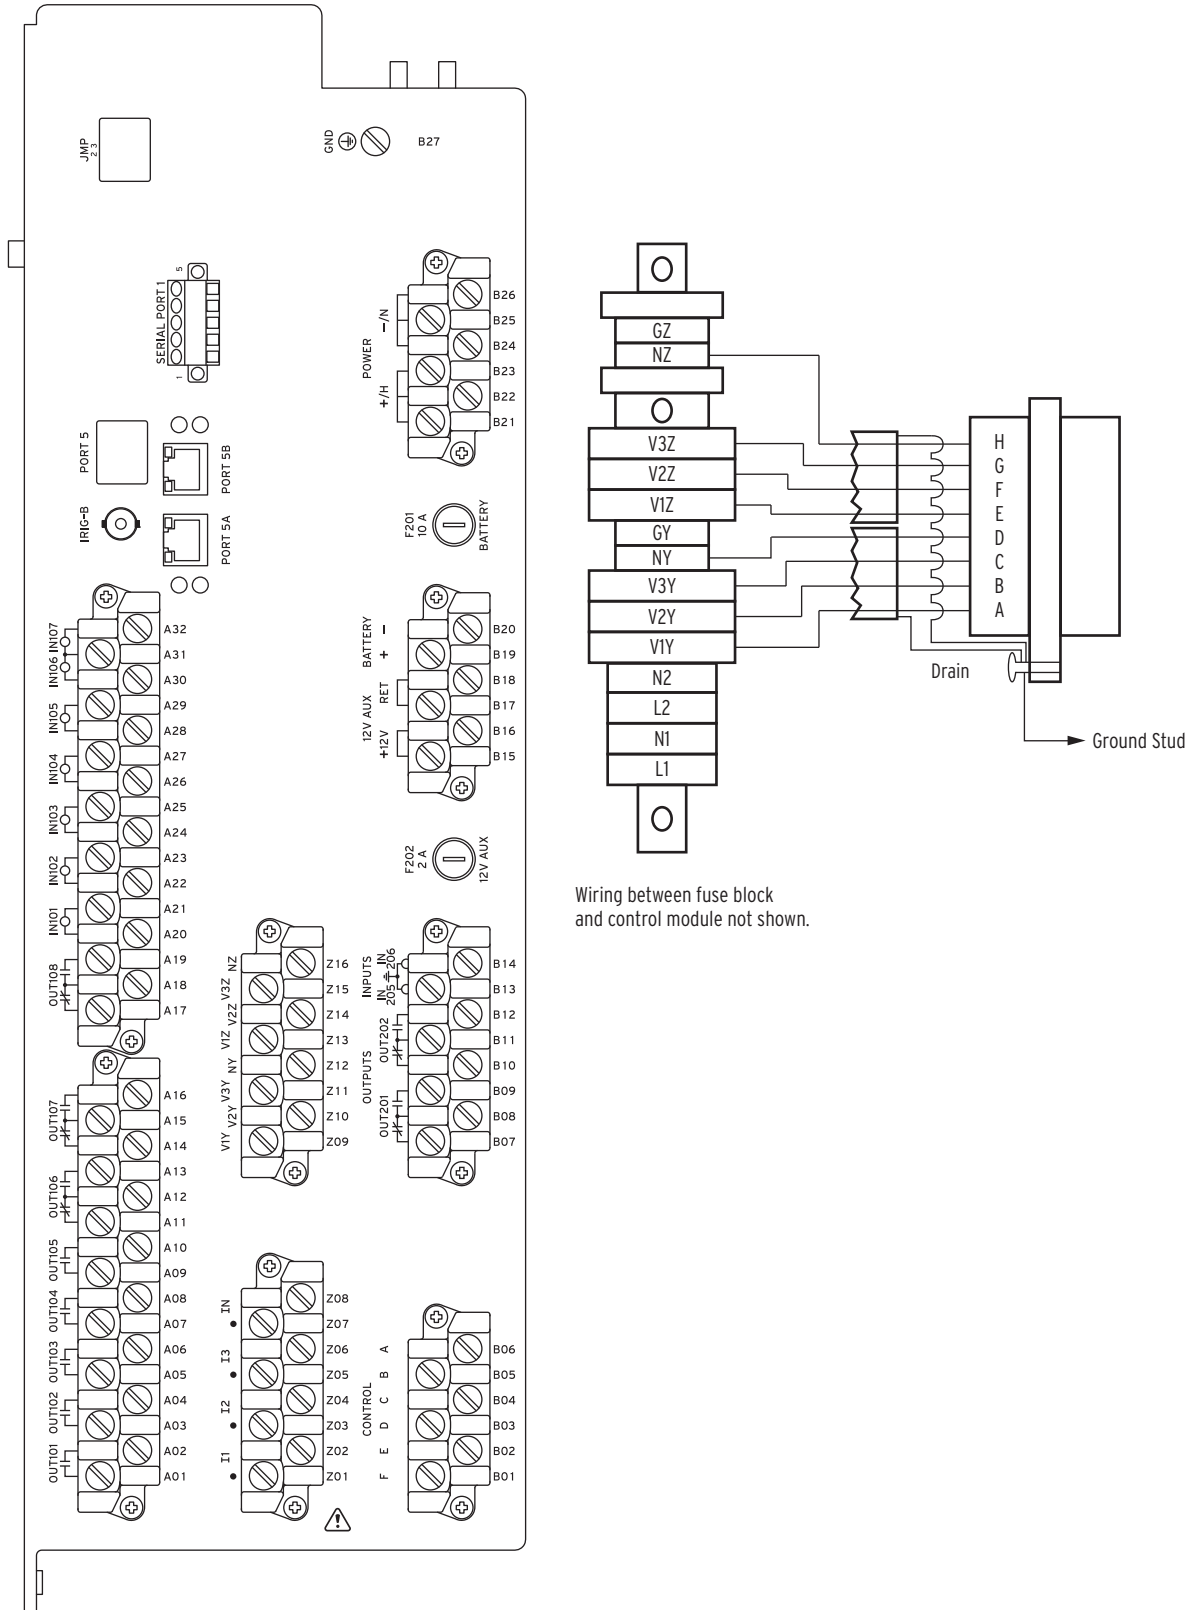 JMP
2 3
GND
B27
SERIAL PORT 1
5
1
POWER
-/N
+/H
B26
B25
B24
B23
B22
B21
PORT 5
PORT 5B
IRIG-B
PORT 5A
F201
10 A
BATTERY
IN107
IN106
IN105
IN104
IN103
IN102
IN101
OUT108
A32
A31
A30
A29
A28
A27
A26
A25
A24
A23
A22
A21
A20
A19
A18
A17
BATTERY
- +
12V AUX
RET
+12V
B20
B19
B18
B17
B16
B15
F202
2 A
12V AUX
NZ
V3Z
V2Z
V1Z
NY
V3Y
V2Y
V1Y
Z16
Z15
Z14
Z13
Z12
Z11
Z10
Z09
INPUTS
IN 206
IN 205
OUTPUTS
OUT202
OUT201
B14
B13
B12
B11
B10
B09
B08
B07
OUT107
OUT106
OUT105
OUT104
OUT103
OUT102
OUT101
A16
A15
A14
A13
A12
A11
A10
A09
A08
A07
A06
A05
A04
A03
A02
A01
IN
I3
I2
I1
Z08
Z07
Z06
Z05
Z04
Z03
Z02
Z01
CONTROL
A
B
C
D
E
F
B06
B05
B04
B03
B02
B01
GZ
NZ
V3Z
V2Z
V1Z
GY
NY
V3Y
V2Y
V1Y
N2
L2
N1
L1
H
G
F
E
D
C
B
A
Drain
Ground Stud
Wiring between fuse block
and control module not shown.